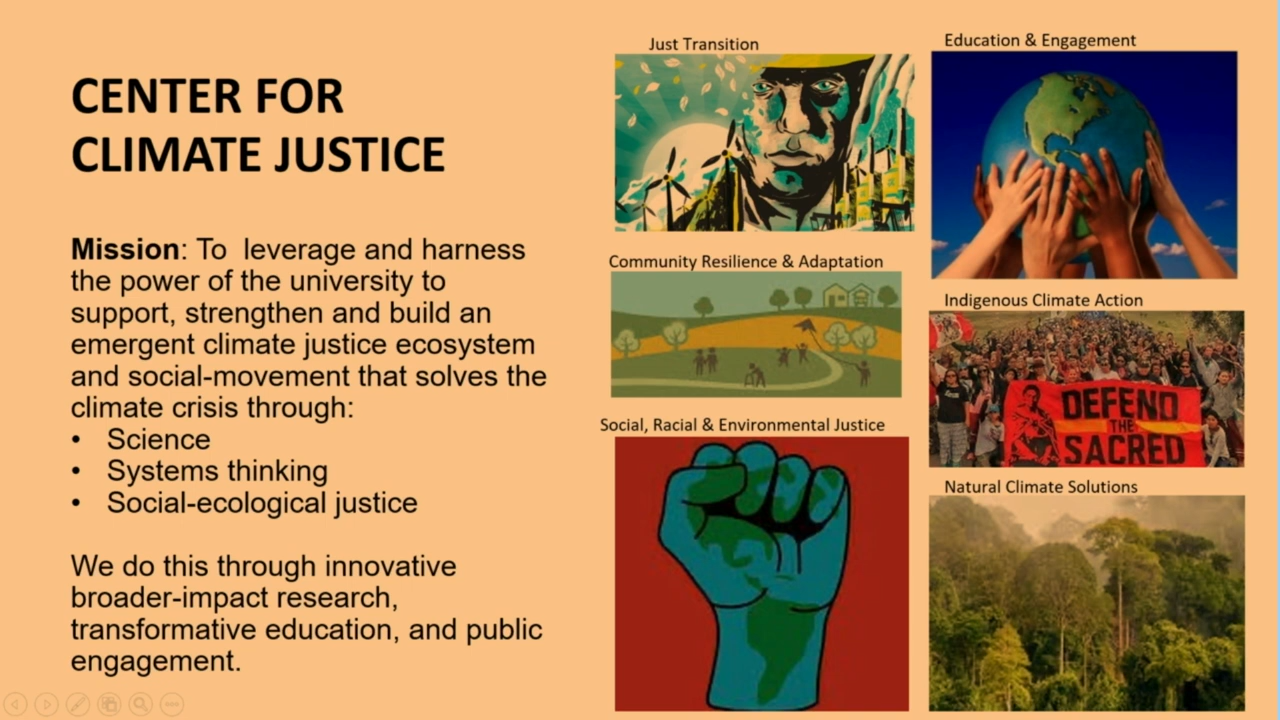 CENTER FOR
CLIMATE JUSTICE
Mission: To  leverage and harness
the power of the university to
support, strengthen and build an
emergent climate justice ecosystem
and social-movement that solves the
climate crisis through:
• Science
• Systems thinking
• Social-ecological justice
We do this through innovative
broader-impact research,
transformative education, and public
engagement.
Just Transition
Community Resilience & Adaptation
Social, Racial & Environmental Justice
Education & Engagement
Indigenous Climate Action
DEFEND
THE
SACRED
Natural Climate Solutions